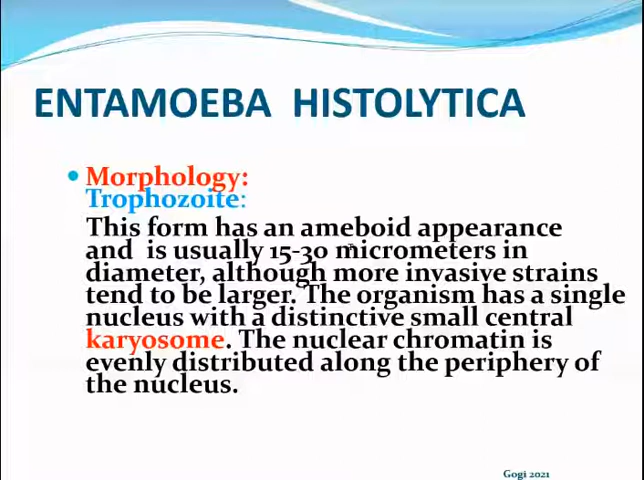 ENTAMOEBA HISTOLYTICA
• Morphology:
Trophozoite:
This form has an ameboid appearance
and is usually 15-30 micrometers in
diameter, although more invasive strains
tend to be larger. The organism has a single
nucleus with a distinctive small central
karyosome. The nuclear chromatin is
evenly distributed along the periphery of
the nucleus.
Gogi 2021